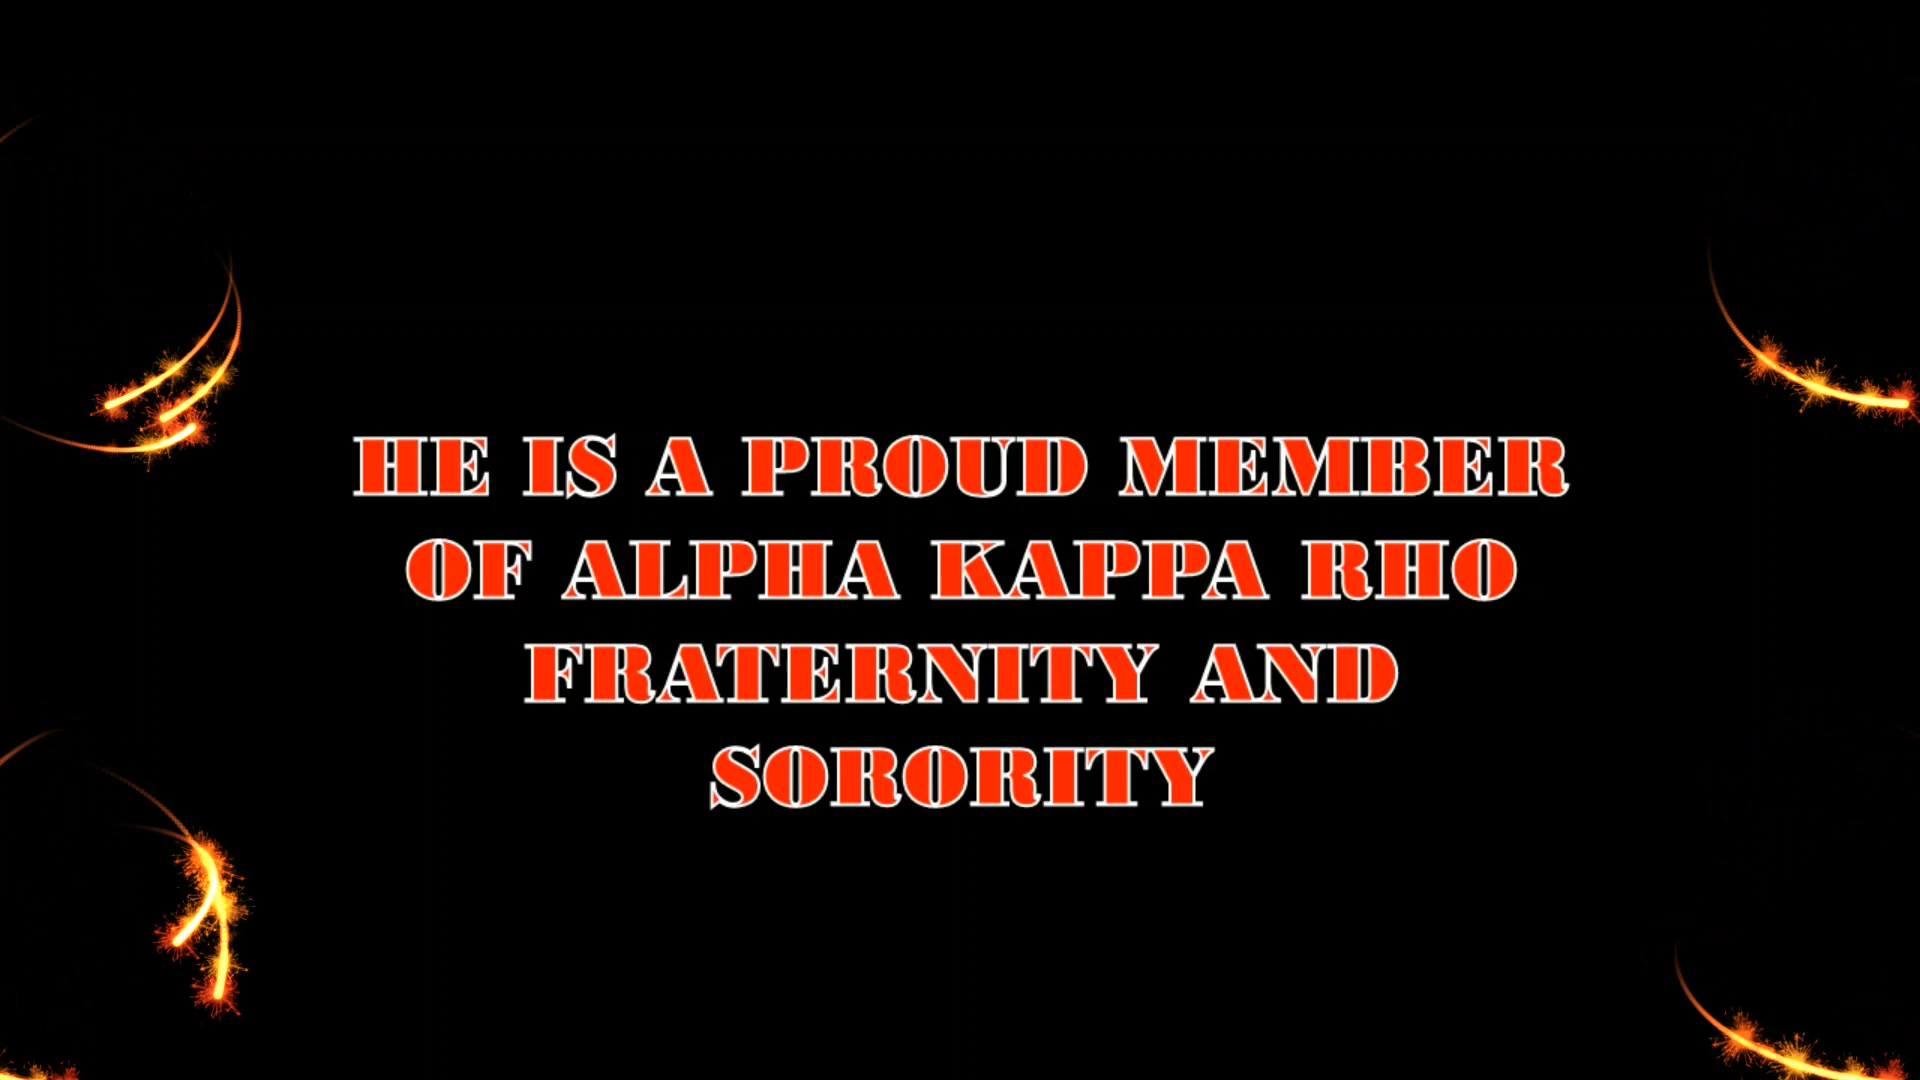 HE IS A PROUD MEMBER
OF ALPHA KAPPA RHO
FRATERNITY AND
SORORITY